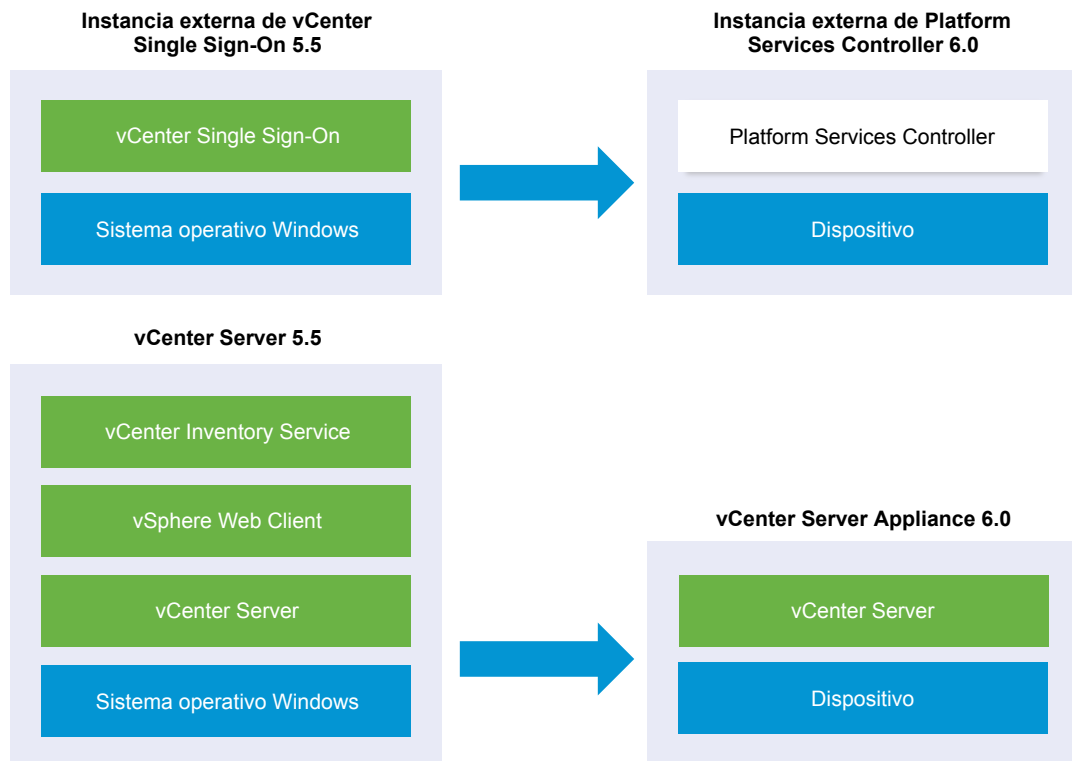 Instancia externa de vCenter
Single Sign-On 5.5
vCenter Single Sign-On
Sistema operativo Windows
Instancia externa de Platform
Services Controller 6.0
Platform Services Controller
Dispositivo
vCenter Server 5.5
vCenter Inventory Service
vSphere Web Client
vCenter Server
Sistema operativo Windows
vCenter Server Appliance 6.0
vCenter Server
Dispositivo